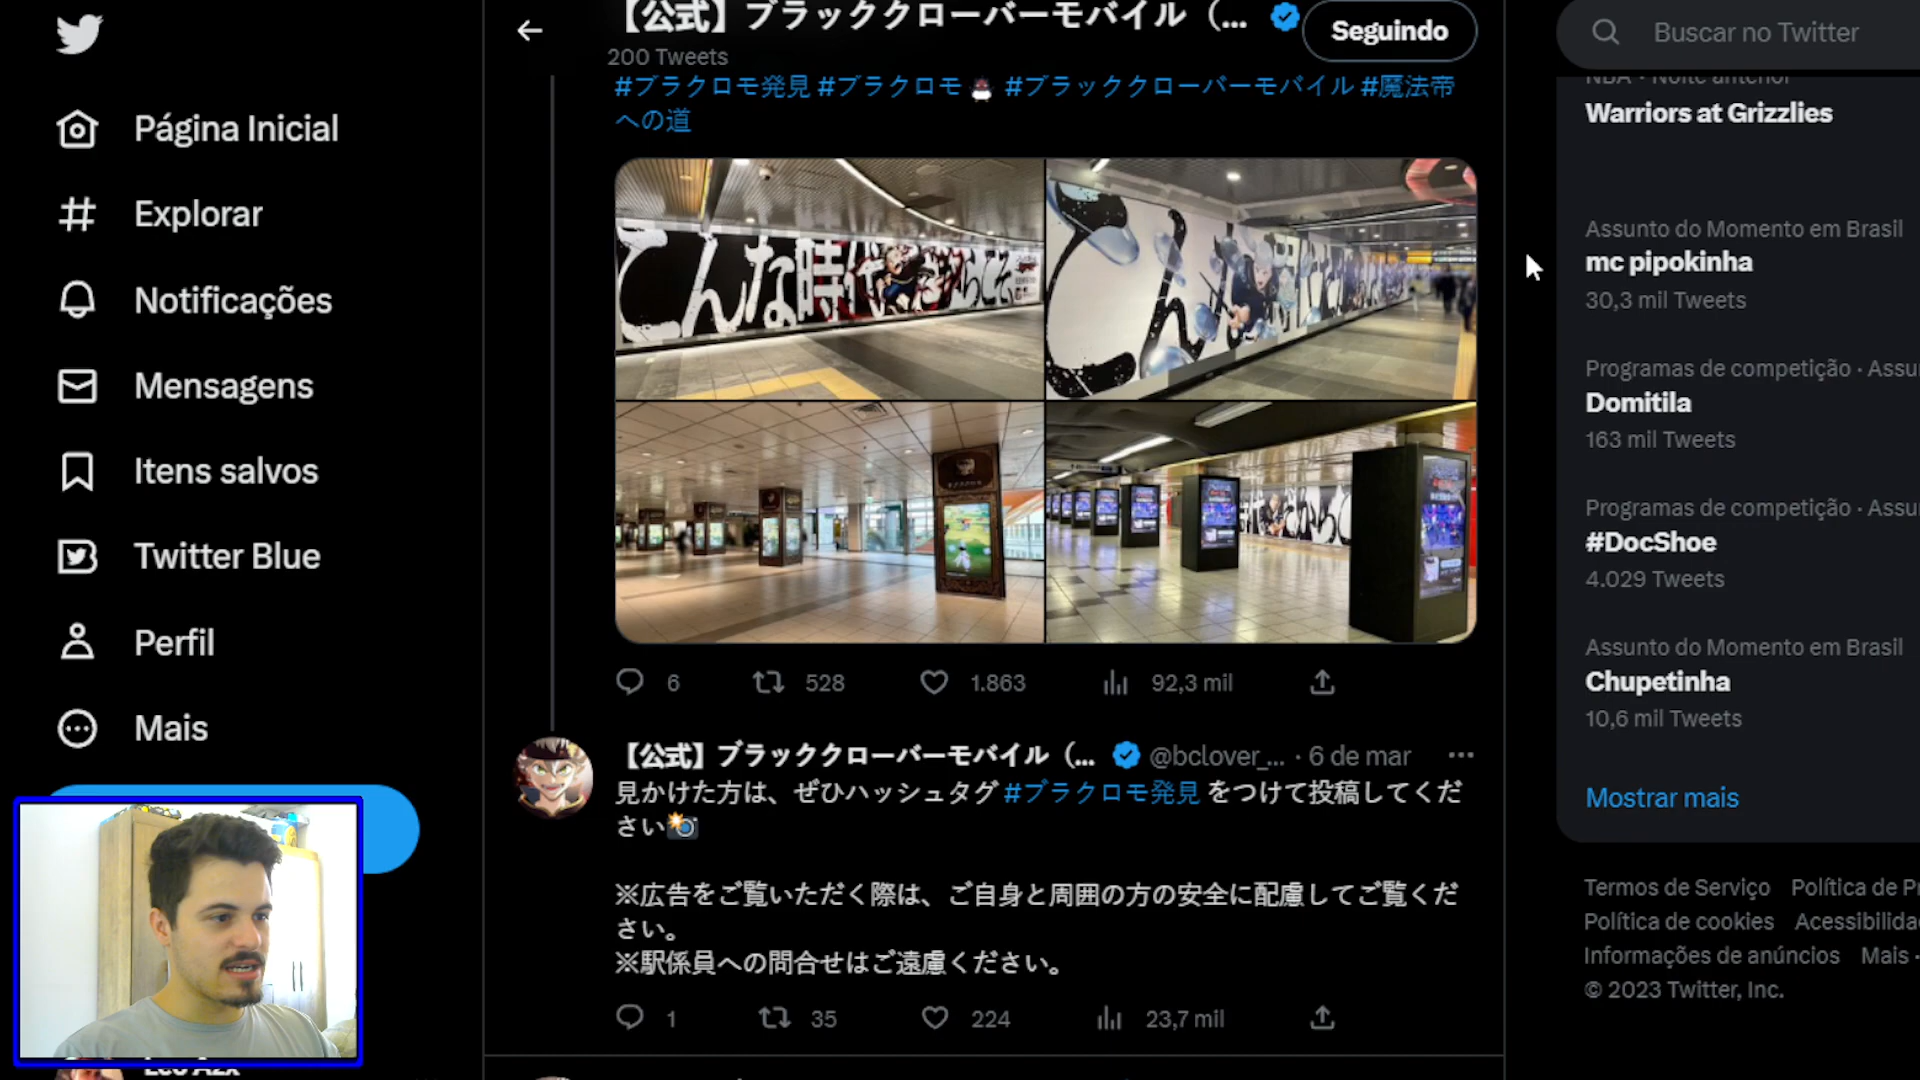 Página Inicial
Explorar
Notificações
Mensagens
Itens salvos
Twitter Blue
Perfil
Mais
【公式】ブラッククローバーモバイル（...
200 Tweets
Seguindo
#ブラクロモ発見 #ブラクロモ #ブラッククローバーモバイル #魔法帝
への道
こんな時代
6
528
1.863
92,3 mil
【公式】ブラッククローバーモバイル（... @bclover_... · 6 de mar
見かけた方は、ぜひハッシュタグ #ブラクロモ発見 をつけて投稿してくだ
さい
※広告をご覧いただく際は、ご自身と周囲の方の安全に配慮してご覧くだ
さい。
※駅係員への問合せはご遠慮ください。
1
35
224
23,7 mil
Buscar no Twitter
NBA · Noite anterior
Warriors at Grizzlies
Assunto do Momento em Brasil
mc pipokinha
30,3 mil Tweets
Programas de competição · Assu
Domitila
163 mil Tweets
Programas de competição · Assu
#DocShoe
4.029 Tweets
Assunto do Momento em Brasil
Chupetinha
10,6 mil Tweets
Mostrar mais
Termos de Serviço Política de Pr
Política de cookies Acessibilida
Informações de anúncios Mais ·
© 2023 Twitter, Inc.